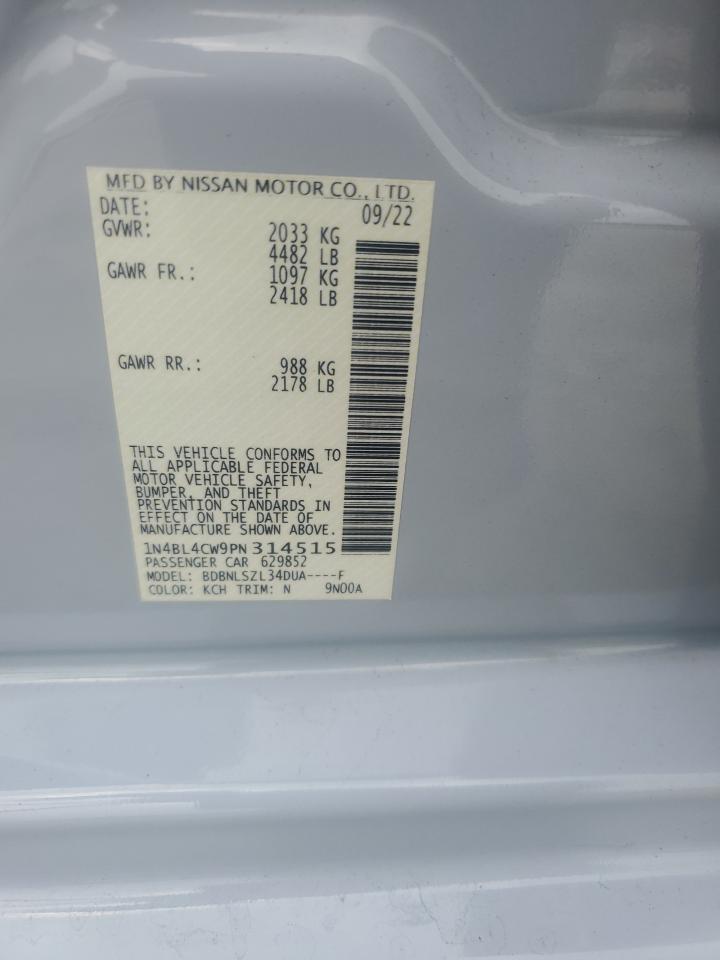 MFD BY NISSAN MOTOR CO., LTD.
DATE: 09/22
GVWR: 2033 KG
4482 LB
GAWR FR.: 1097 KG
2418 LB
GAWR RR.: 988 KG
2178 LB
THIS VEHICLE CONFORMS TO
ALL APPLICABLE FEDERAL
MOTOR VEHICLE SAFETY,
BUMPER, AND THEFT
PREVENTION STANDARDS IN
EFFECT ON THE DATE OF
MANUFACTURE SHOWN ABOVE.
1N4BL4CW9PN 314515
PASSENGER CAR 629852
MODEL: BDBNLSZL34DUA----F
COLOR: KCH TRIM: N 9N00A